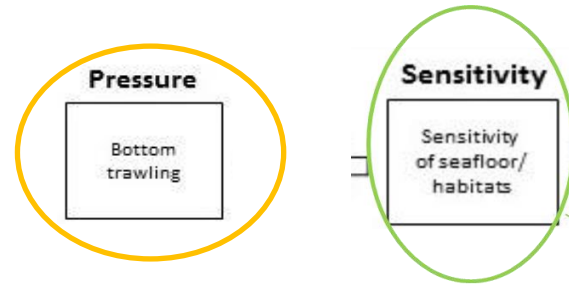 Pressure
Bottom
trawling
Sensitivity
Sensitivity
of seafloor/
habitats